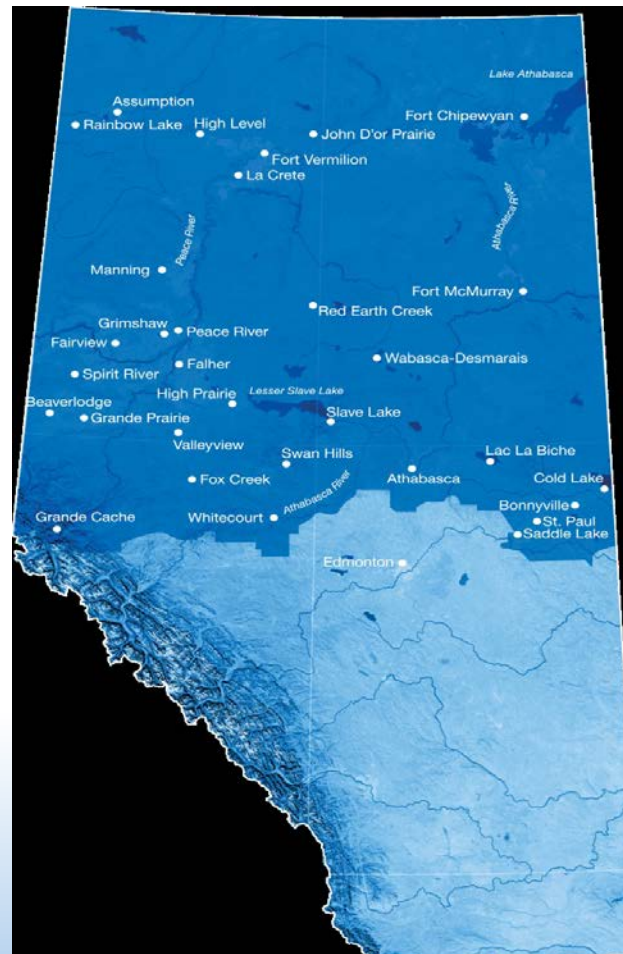 Lake Athabasca
Assumption
Fort Chipewyan
Rainbow Lake
High Level
John D'or Prairie
Fort Vermilion
La Crete
Peace River
Athabasca River
Manning
Fort McMurray
Red Earth Creek
Grimshaw
Peace River
Fairview
Wabasca-Desmarais
Falher
Spirit River
Lesser Slave Lake
High Prairie
Beaverlodge
Grande Prairie
Slave Lake
Valleyview
Swan Hills
Lac La Biche
Fox Creek
Athabasca
Cold Lake
Athabasca River
Bonnyville
Grande Cache
Whitecourt
St. Paul
Saddle Lake
Edmonton